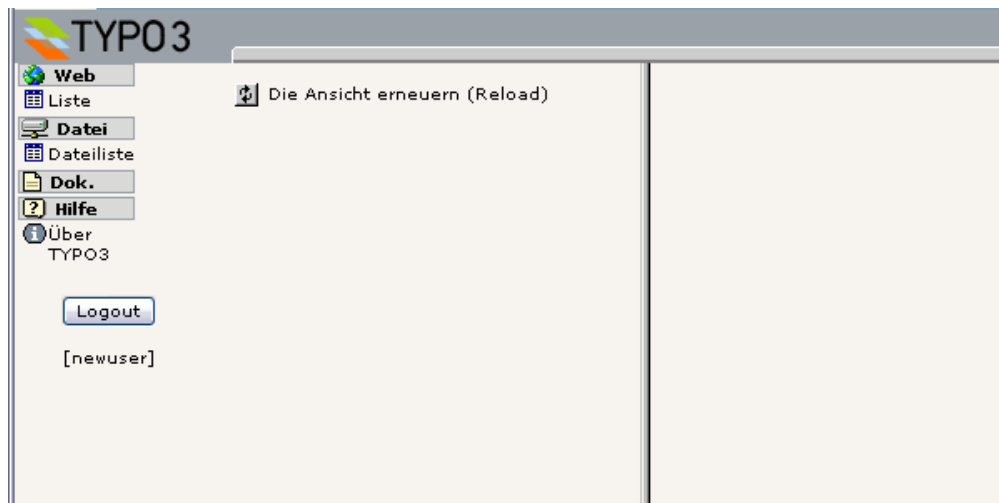 TYPO3
Web
Liste
Die Ansicht erneuern (Reload)
Datei
Dateiliste
Dok.
Hilfe
Über
TYPO3
Logout
[newuser]